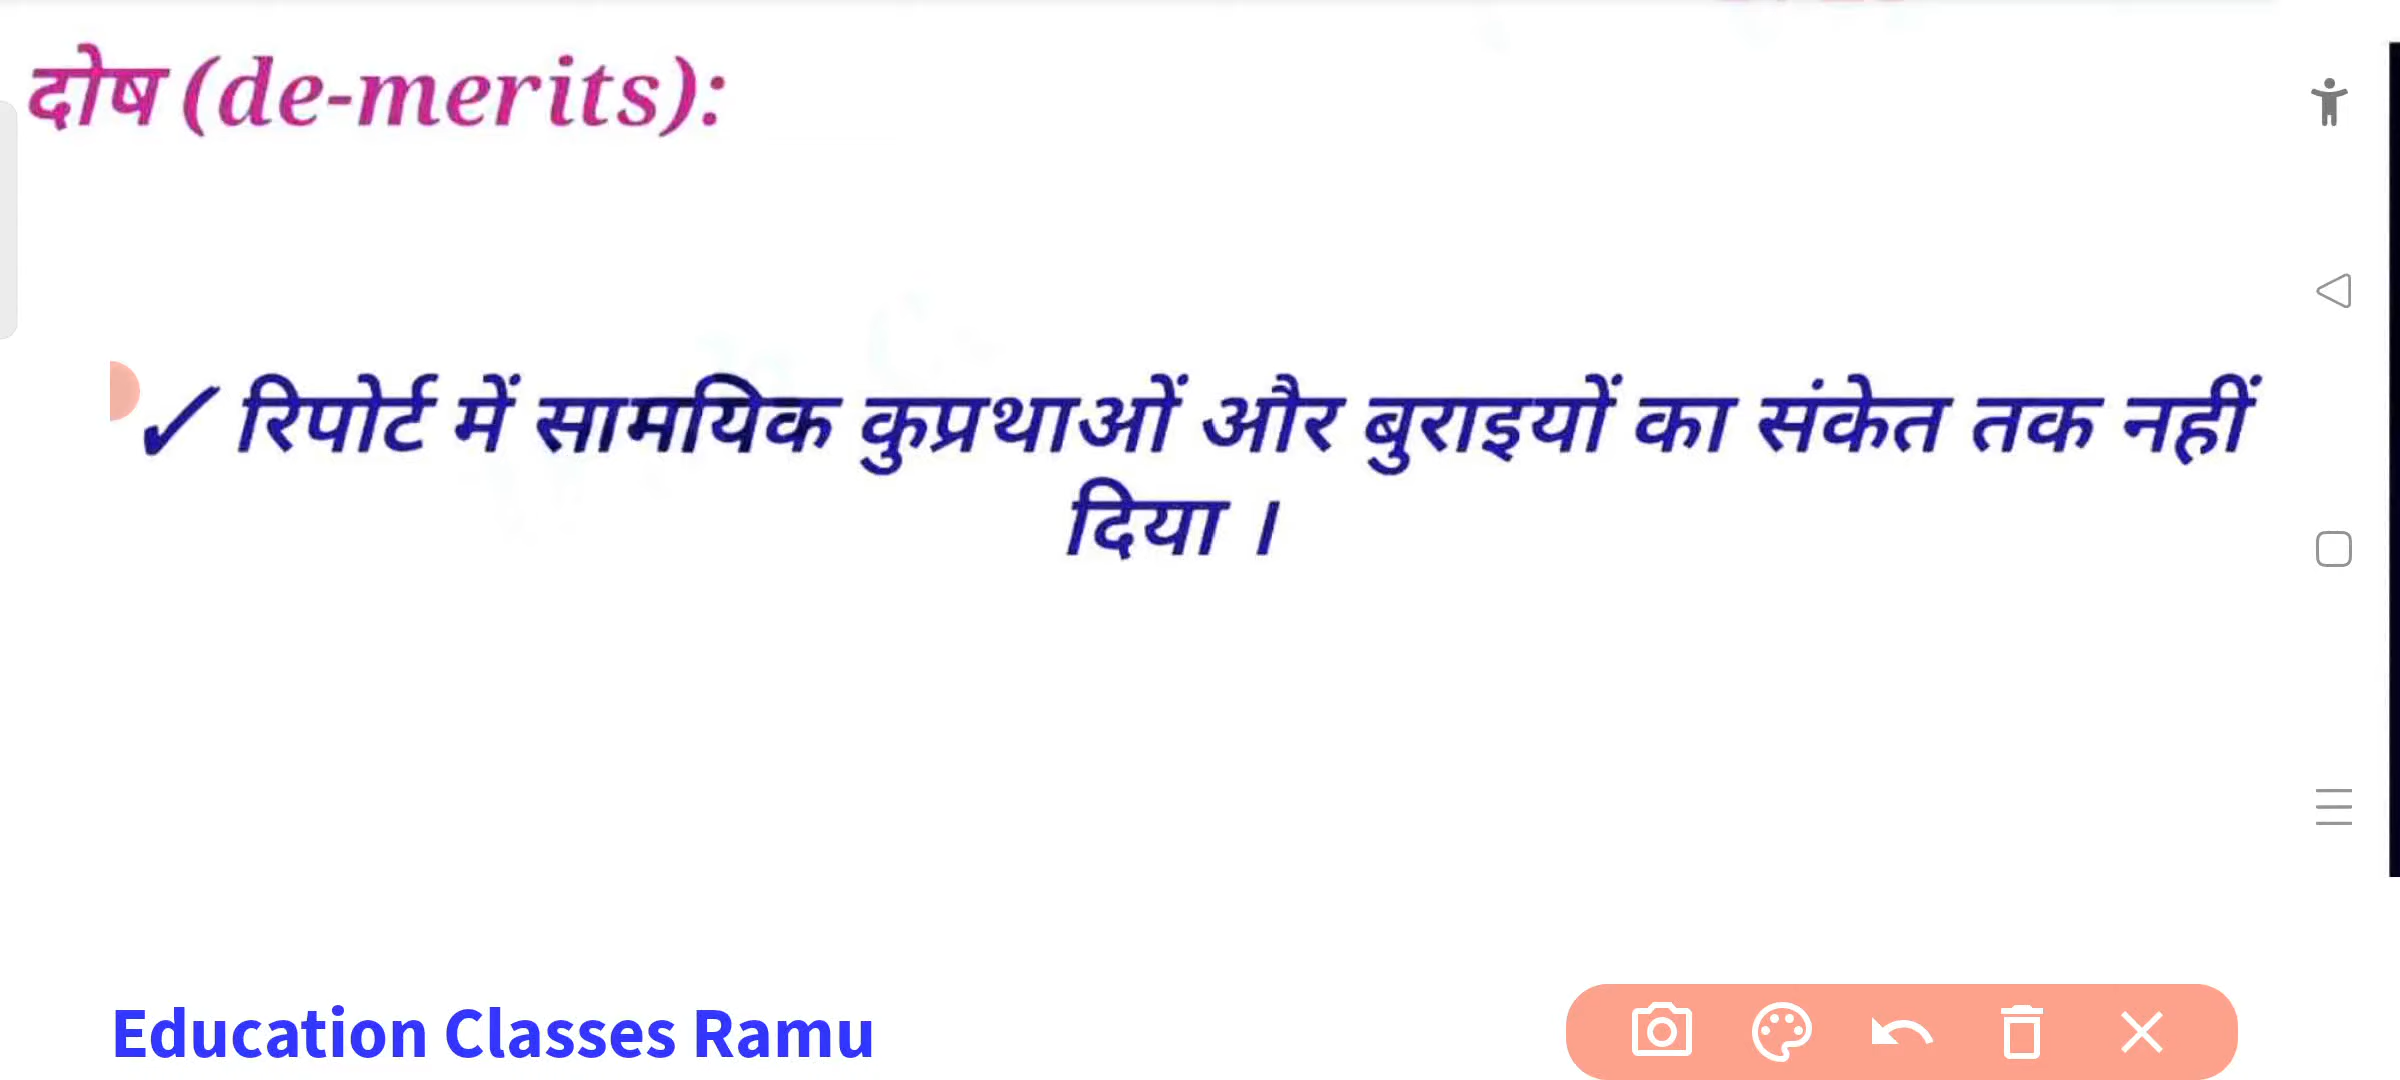 दोष (de-merits):
✓ रिपोर्ट में सामयिक कुप्रथाओं और बुराइयों का संकेत तक नहीं
दिया ।
Education Classes Ramu